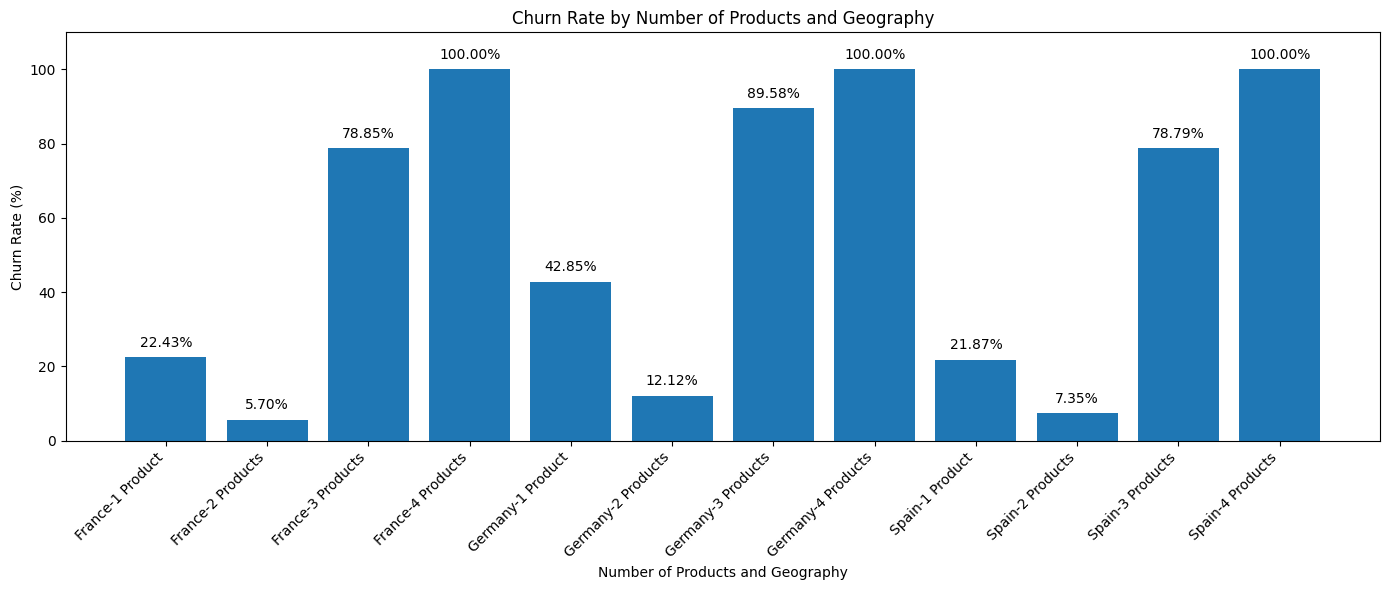 Churn Rate by Number of Products and Geography
Churn Rate (%)
100
80
60
40
20
0
22.43%
5.70%
78.85%
100.00%
42.85%
12.12%
89.58%
100.00%
21.87%
7.35%
78.79%
100.00%
France-1 Product
France-2 Products
France-3 Products
France-4 Products
Germany-1 Product
Germany-2 Products
Germany-3 Products
Germany-4 Products
Spain-1 Product
Spain-2 Products
Spain-3 Products
Spain-4 Products
Number of Products and Geography